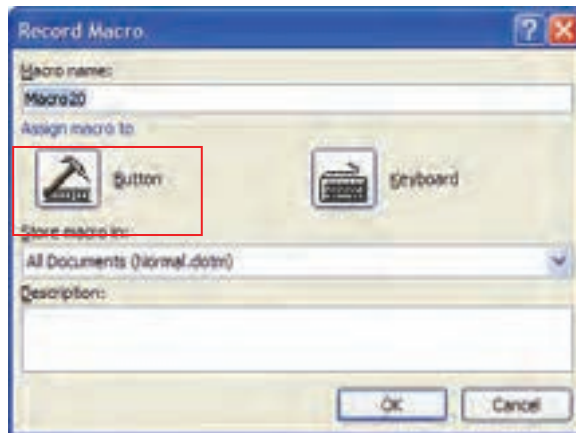 Record Macro
Macro name:
Macro20
Assign macro to
Button
Keyboard
Store macro in:
All Documents (Normal.dotm)
Description:
OK
Cancel